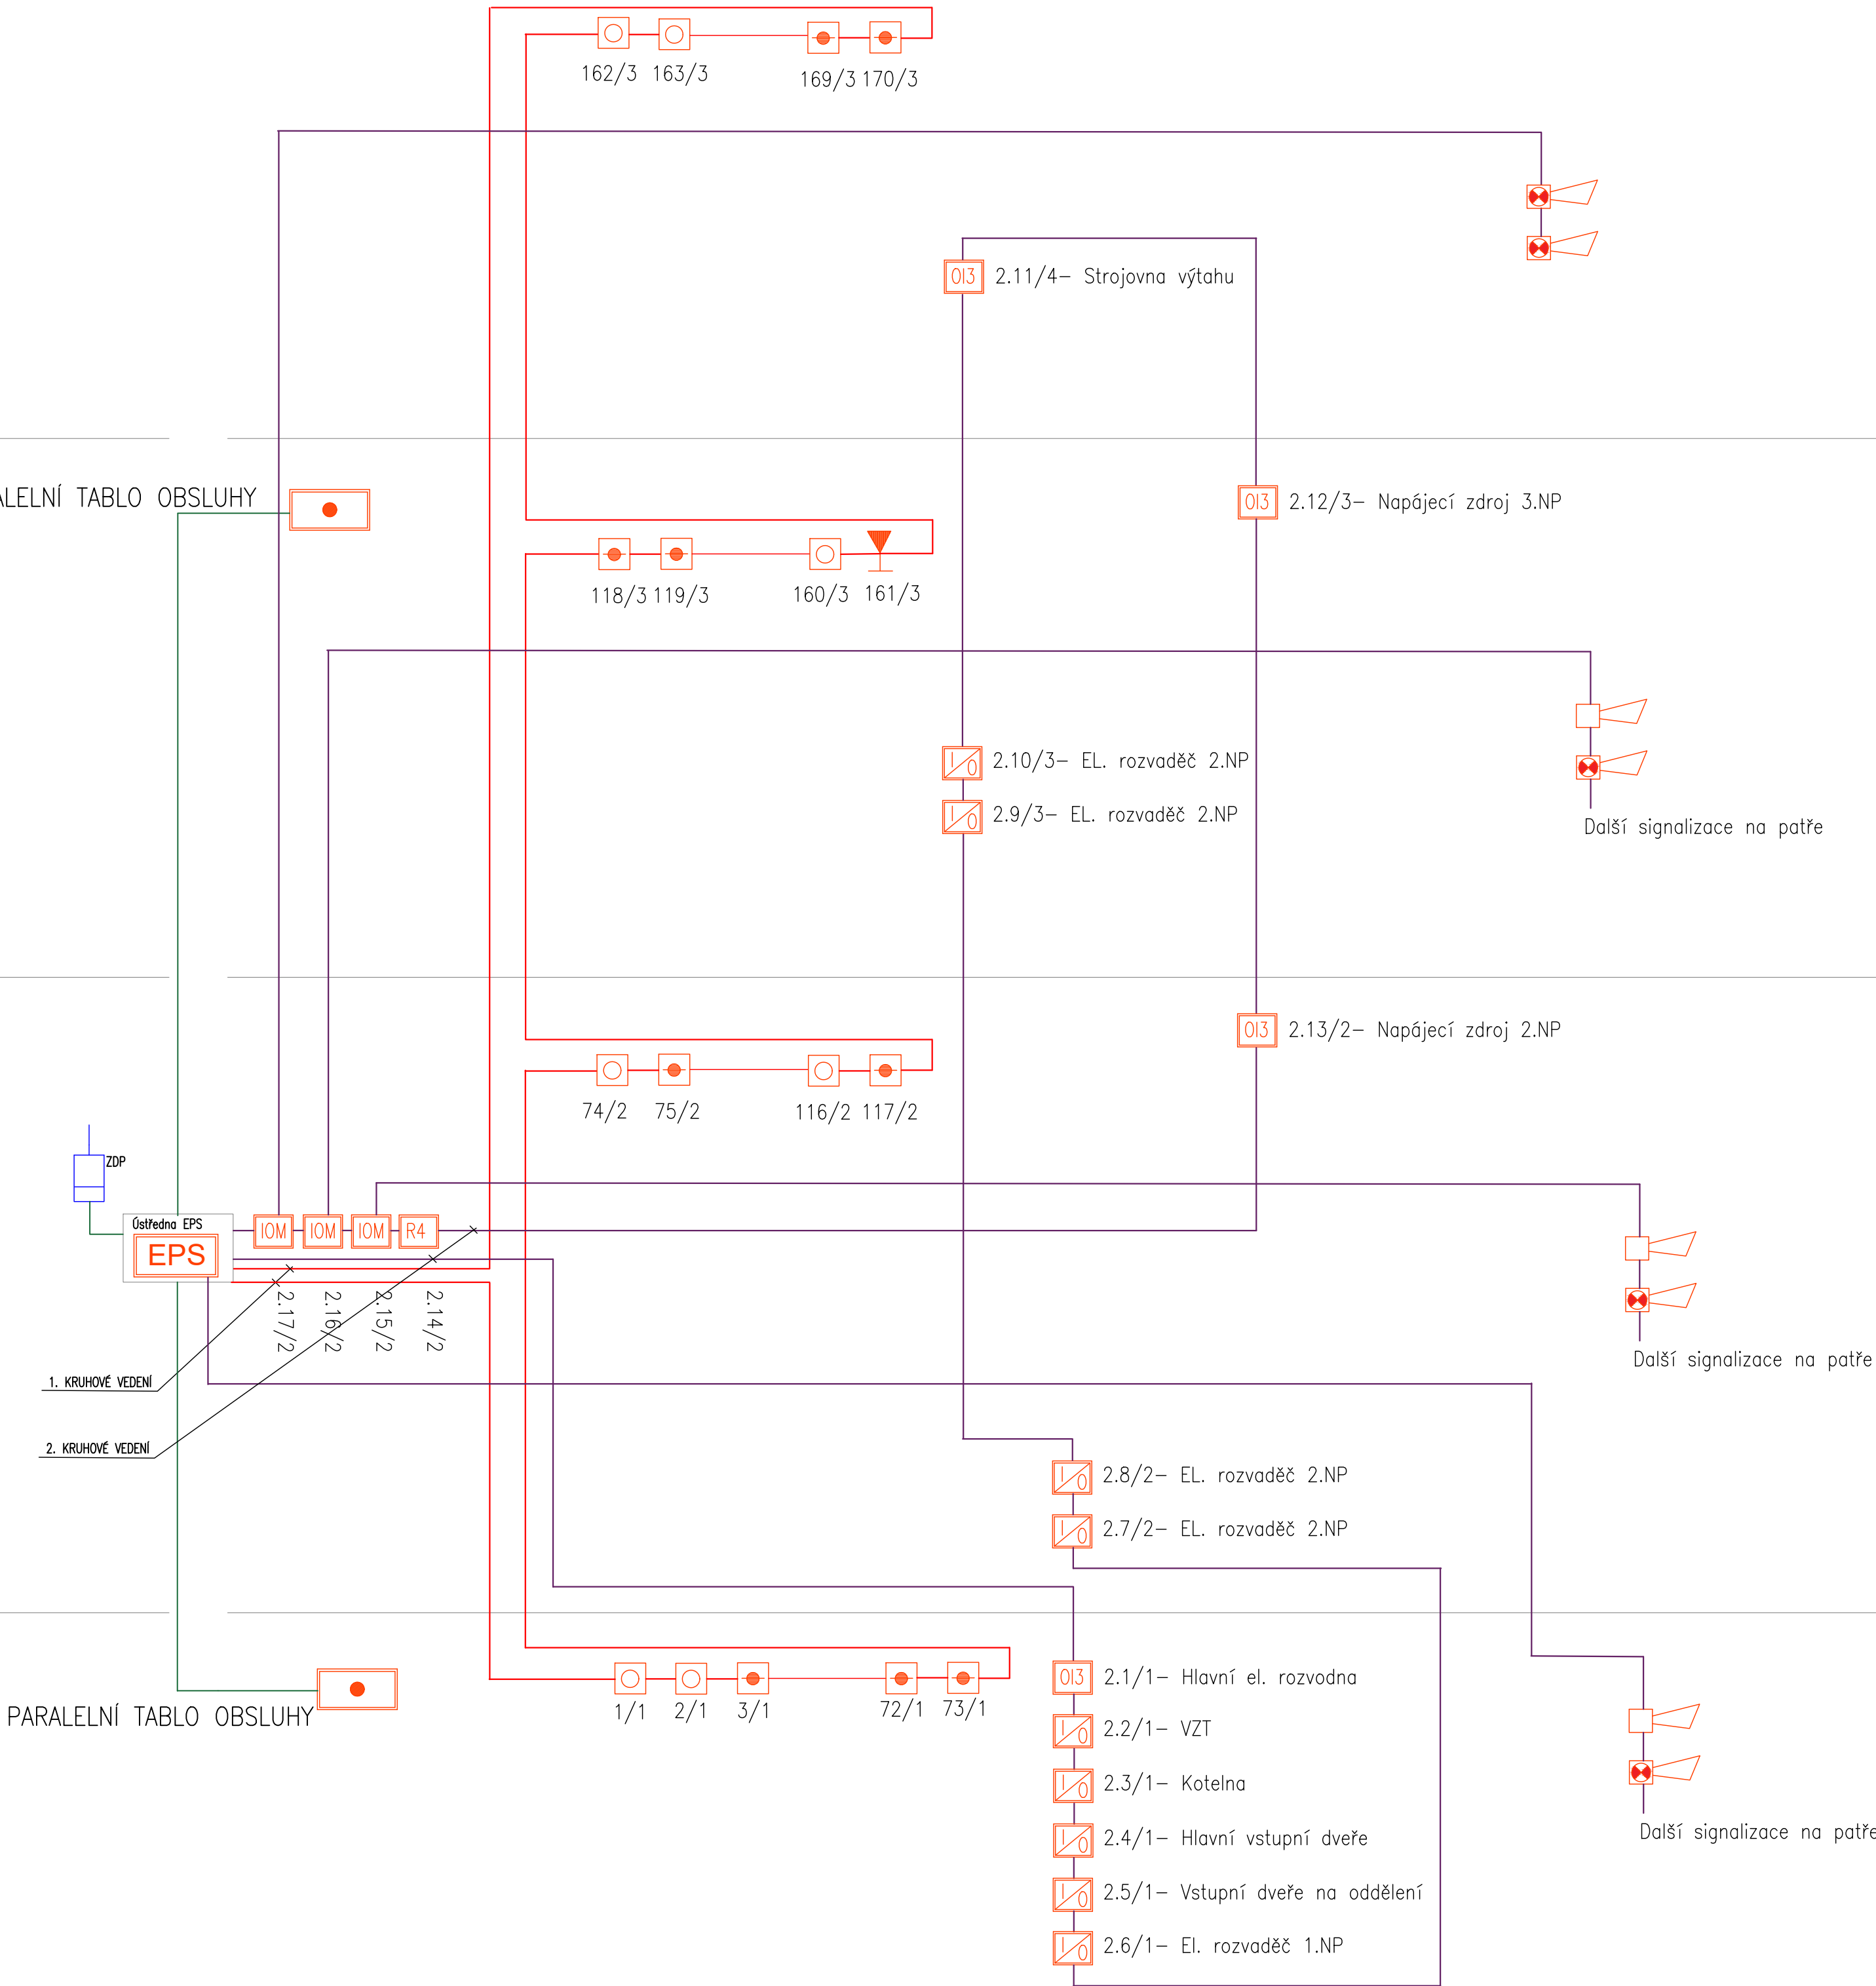 162/3 163/3 169/3 170/3
OI3 2.11/4- Strojovna výtahu
ALELNÍ TABLO OBSLUHY
OI3 2.12/3- Napájecí zdroj 3.NP
118/3 119/3 160/3 161/3
I/O 2.10/3- EL. rozvaděč 2.NP
I/O 2.9/3- EL. rozvaděč 2.NP
Další signalizace na patře
OI3 2.13/2- Napájecí zdroj 2.NP
74/2 75/2 116/2 117/2
ZDP
Ústředna EPS
EPS
IOM IOM IOM R4
2.17/2 2.16/2 2.15/2 2.14/2
Další signalizace na patře
1. KRUHOVÉ VEDENÍ
2. KRUHOVÉ VEDENÍ
I/O 2.8/2- EL. rozvaděč 2.NP
I/O 2.7/2- EL. rozvaděč 2.NP
OI3 2.1/1- Hlavní el. rozvodna
1/1 2/1 3/1 72/1 73/1
PARALELNÍ TABLO OBSLUHY
I/O 2.2/1- VZT
I/O 2.3/1- Kotelna
Další signalizace na patře
I/O 2.4/1- Hlavní vstupní dveře
I/O 2.5/1- Vstupní dveře na oddělení
I/O 2.6/1- El. rozvaděč 1.NP